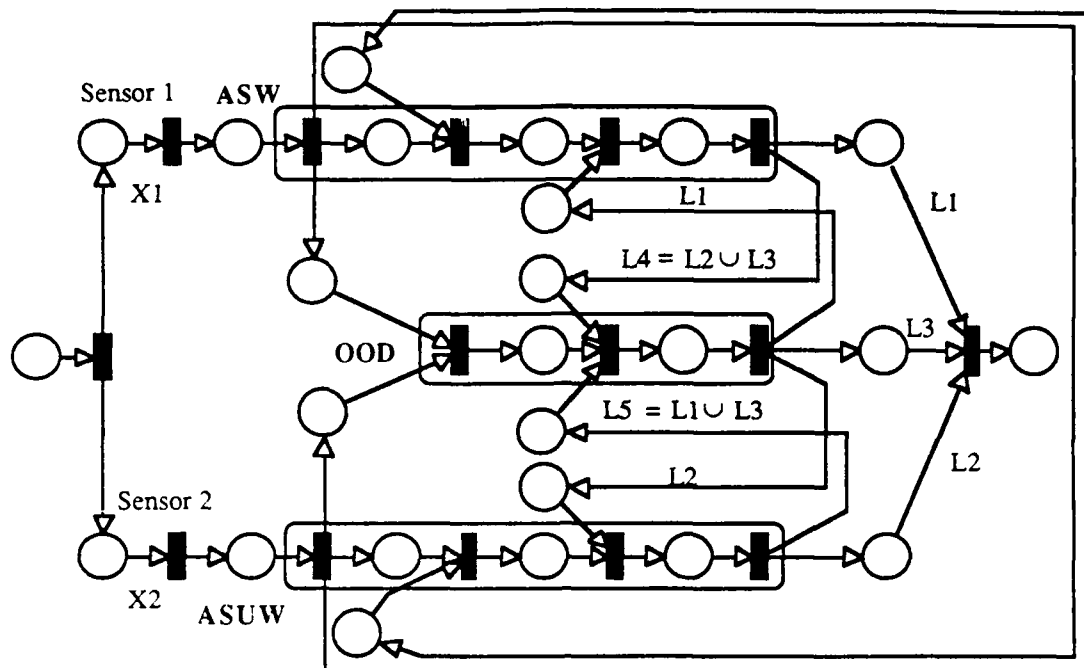 Sensor 1
ASW
X1
L1
L1
L4 = L2 ∪ L3
OOD
L3
L5 = L1 ∪ L3
L2
L2
Sensor 2
X2
ASUW